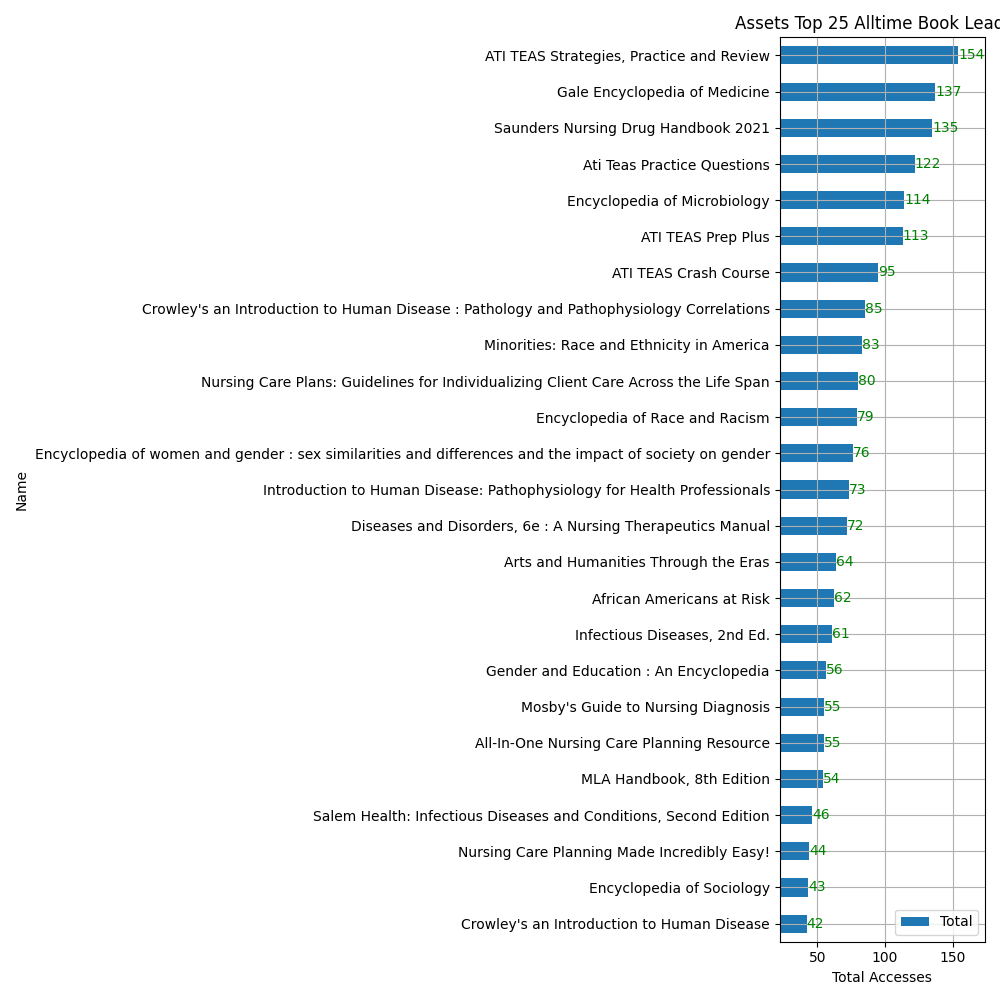 Assets Top 25 Alltime Book Lead
ATI TEAS Strategies, Practice and Review 154
Gale Encyclopedia of Medicine 137
Saunders Nursing Drug Handbook 2021 135
Ati Teas Practice Questions 122
Encyclopedia of Microbiology 114
ATI TEAS Prep Plus 113
ATI TEAS Crash Course 95
Crowley's an Introduction to Human Disease : Pathology and Pathophysiology Correlations 85
Minorities: Race and Ethnicity in America 83
Nursing Care Plans: Guidelines for Individualizing Client Care Across the Life Span 80
Encyclopedia of Race and Racism 79
Encyclopedia of women and gender : sex similarities and differences and the impact of society on gender 76
Introduction to Human Disease: Pathophysiology for Health Professionals 73
Diseases and Disorders, 6e : A Nursing Therapeutics Manual 72
Arts and Humanities Through the Eras 64
African Americans at Risk 62
Infectious Diseases, 2nd Ed. 61
Gender and Education : An Encyclopedia 56
Mosby's Guide to Nursing Diagnosis 55
All-In-One Nursing Care Planning Resource 55
MLA Handbook, 8th Edition 54
Salem Health: Infectious Diseases and Conditions, Second Edition 46
Nursing Care Planning Made Incredibly Easy! 44
Encyclopedia of Sociology 43
Crowley's an Introduction to Human Disease 42
Name
Total
50 100 150
Total Accesses